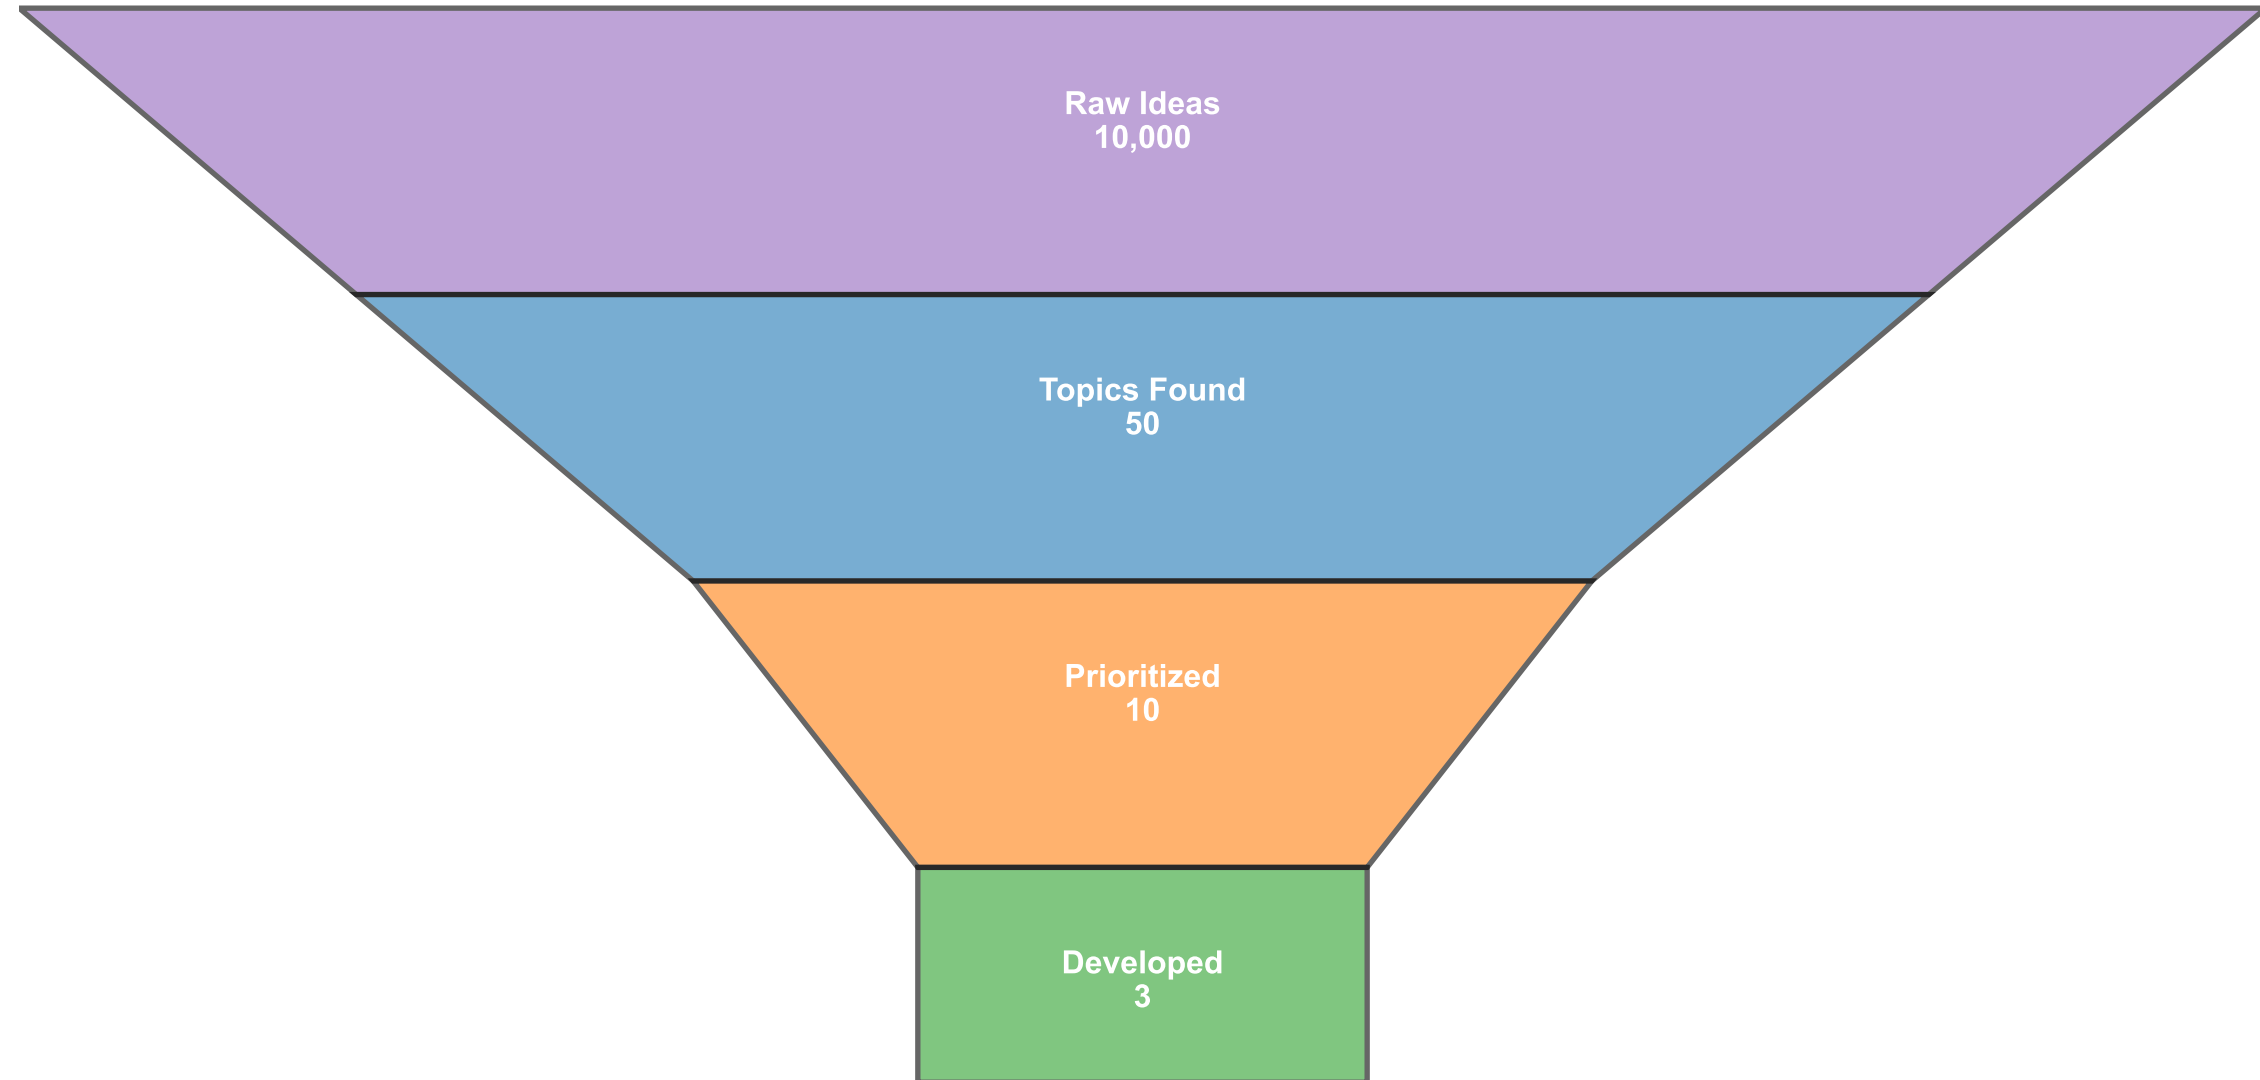 Raw Ideas
10,000
Topics Found
50
Prioritized
10
Developed
3